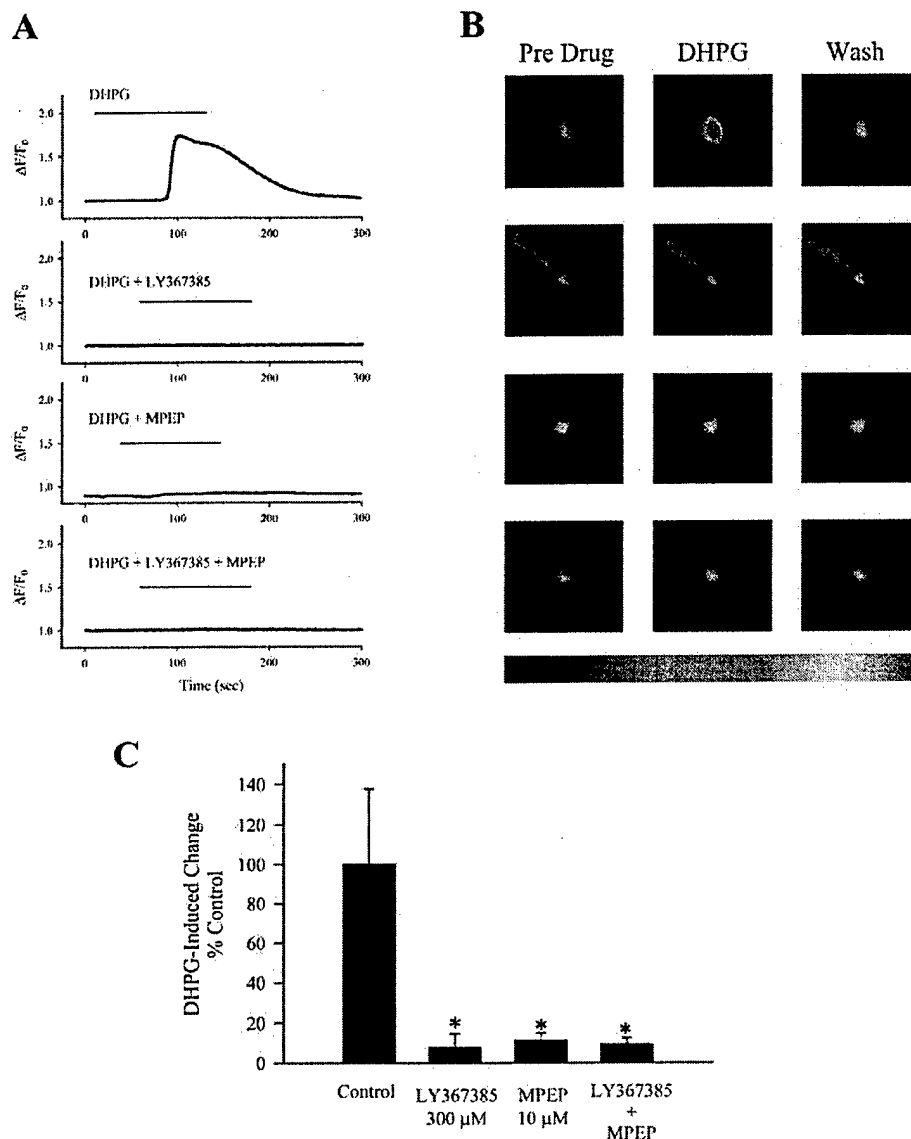 A
DHPG
2.0
1.5
1.0
ΔF/F₀
0 100 200 300
DHPG + LY367385
2.0
1.5
1.0
ΔF/F₀
0 100 200 300
DHPG + MPEP
2.0
1.5
1.0
ΔF/F₀
0 100 200 300
DHPG + LY367385 + MPEP
2.0
1.5
1.0
ΔF/F₀
0 100 200 300
Time (sec)
B
Pre Drug DHPG Wash
C
DHPG-Induced Change
% Control
140
120
100
80
60
40
20
0
* * *
Control
LY367385
300 µM
MPEP
10 µM
LY367385
+
MPEP